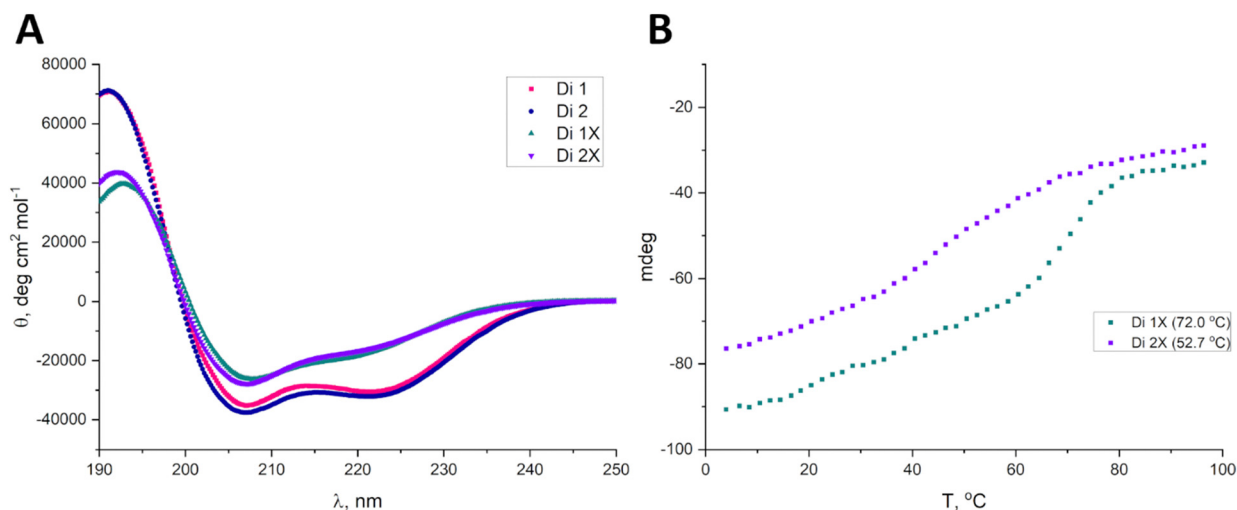 A
80000
60000
40000
20000
0
-20000
-40000
θ, deg cm² mol⁻¹
190 200 210 220 230 240 250
λ, nm
Di 1
Di 2
Di 1X
Di 2X
B
-20
-40
-60
-80
-100
mdeg
0 20 40 60 80 100
T, °C
Di 1X (72.0 °C)
Di 2X (52.7 °C)